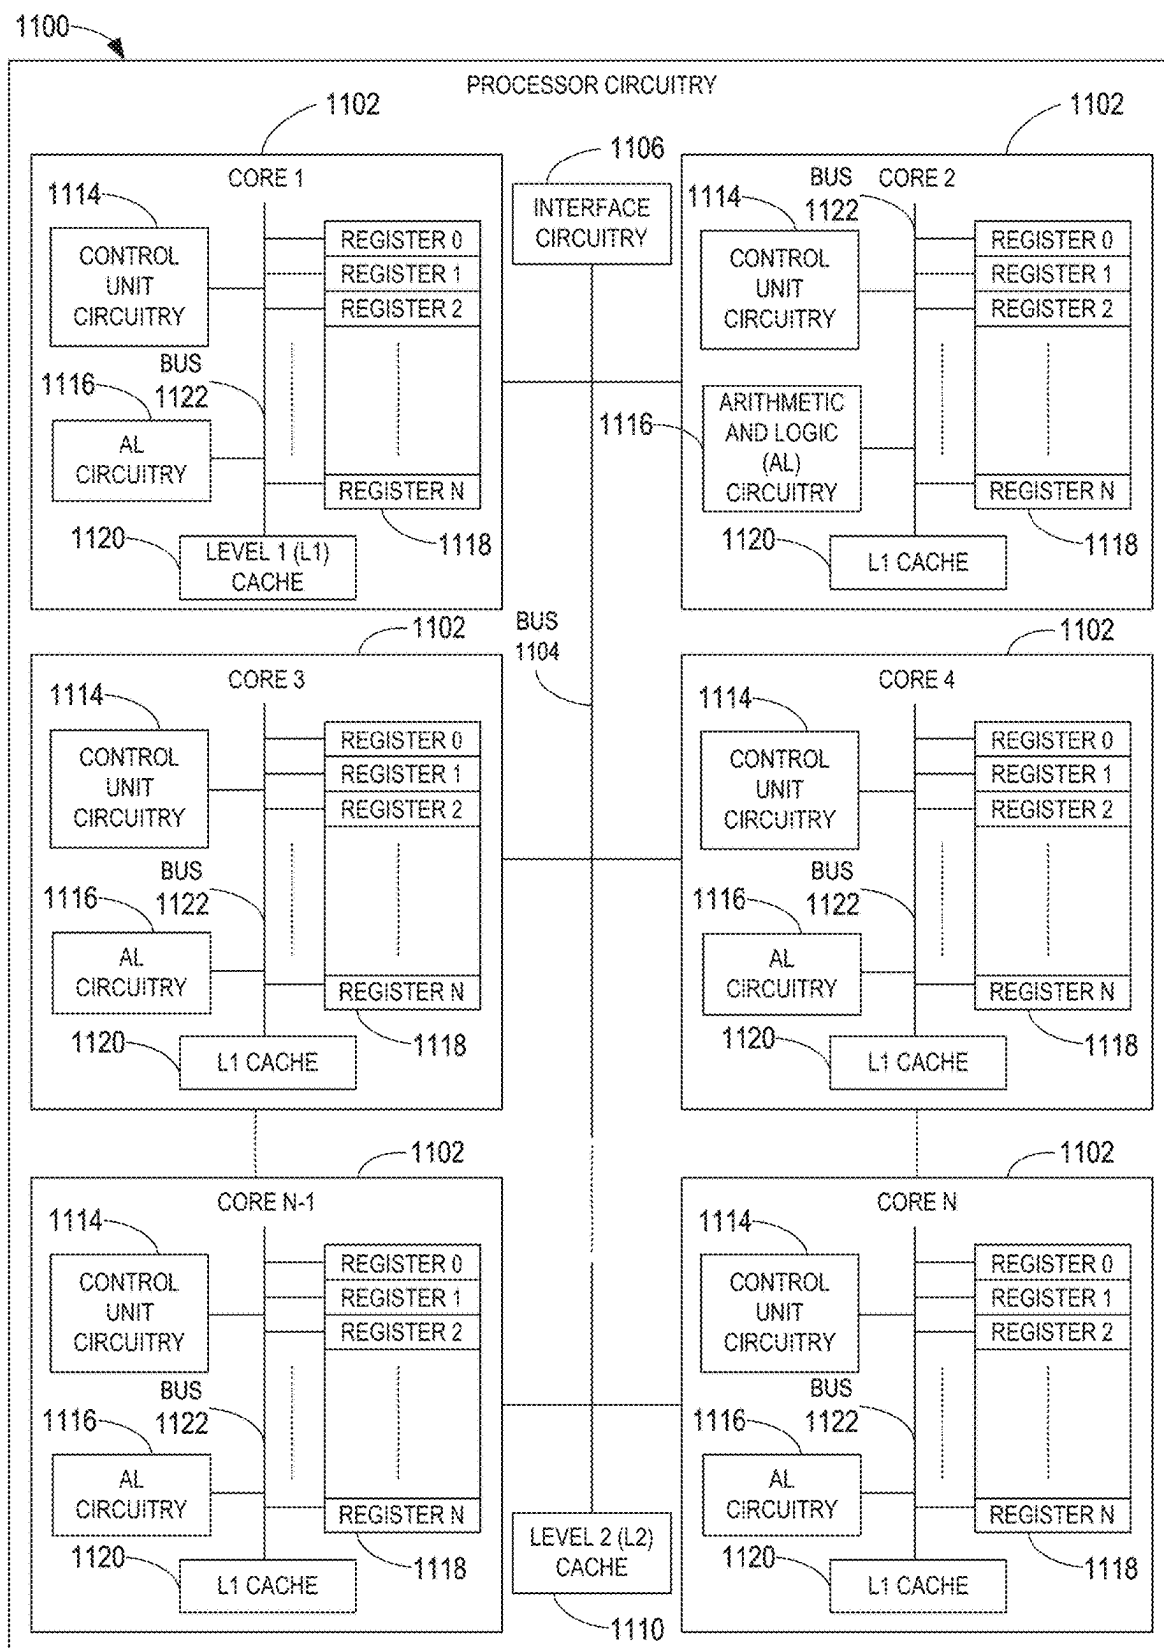 1100
PROCESSOR CIRCUITRY
1102
CORE 1
1114
CONTROL
UNIT
CIRCUITRY
REGISTER 0
REGISTER 1
REGISTER 2
BUS
1122
1116
AL
CIRCUITRY
REGISTER N
1118
1120
LEVEL 1 (L1)
CACHE
1106
INTERFACE
CIRCUITRY
1102
BUS
1122
CORE 2
1114
CONTROL
UNIT
CIRCUITRY
REGISTER 0
REGISTER 1
REGISTER 2
1116
ARITHMETIC
AND LOGIC
(AL)
CIRCUITRY
REGISTER N
1118
1120
L1 CACHE
BUS
1104
1102
CORE 3
1114
CONTROL
UNIT
CIRCUITRY
REGISTER 0
REGISTER 1
REGISTER 2
BUS
1122
1116
AL
CIRCUITRY
REGISTER N
1118
1120
L1 CACHE
1102
CORE 4
1114
CONTROL
UNIT
CIRCUITRY
REGISTER 0
REGISTER 1
REGISTER 2
BUS
1122
1116
AL
CIRCUITRY
REGISTER N
1118
1120
L1 CACHE
1102
CORE N-1
1114
CONTROL
UNIT
CIRCUITRY
REGISTER 0
REGISTER 1
REGISTER 2
BUS
1122
1116
AL
CIRCUITRY
REGISTER N
1118
1120
L1 CACHE
LEVEL 2 (L2)
CACHE
1110
1102
CORE N
1114
CONTROL
UNIT
CIRCUITRY
REGISTER 0
REGISTER 1
REGISTER 2
BUS
1122
1116
AL
CIRCUITRY
REGISTER N
1118
1120
L1 CACHE